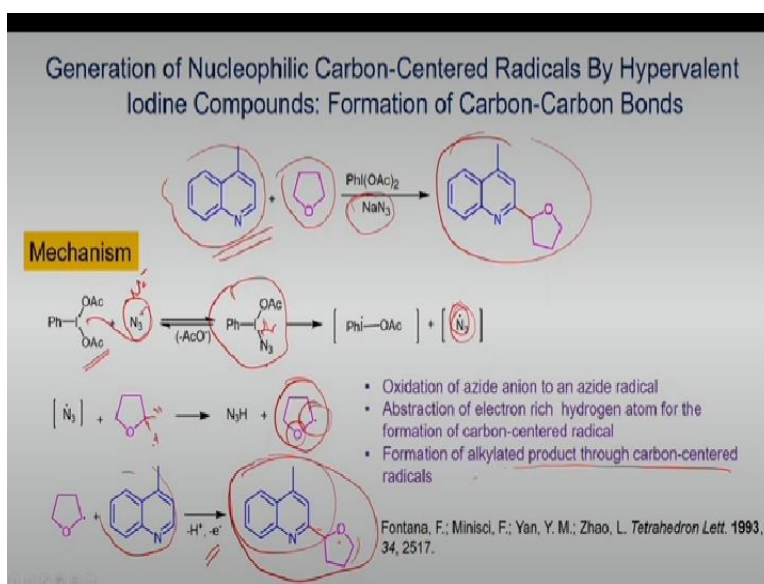 Generation of Nucleophilic Carbon-Centered Radicals By Hypervalent
Iodine Compounds: Formation of Carbon-Carbon Bonds
N
+
O
PhI(OAc)2
NaN3
N
O
Mechanism
Ph-I
OAc
OAc
+
N3-
(-AcO-)
Ph-I
OAc
N3
[ PhI-OAc ] + [ N3 ]
[ N3 ] +
O
N3H +
O
• Oxidation of azide anion to an azide radical
• Abstraction of electron rich hydrogen atom for the
formation of carbon-centered radical
• Formation of alkylated product through carbon-centered
radicals
O
+
N
-H+, -e-
N
O
Fontana, F.; Minisci, F.; Yan, Y. M.; Zhao, L. Tetrahedron Lett. 1993,
34, 2517.